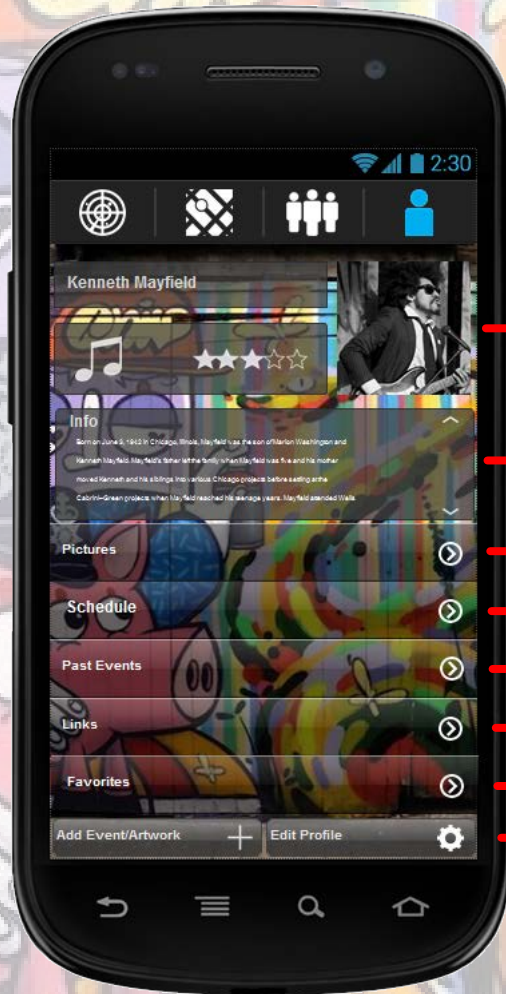 2:30
Kenneth Mayfield
Info
Born on June 3, 1942 in Chicago, Illinois, Mayfield was the son of Marion Washington and
Kenneth Mayfield. Mayfield's father left the family when Mayfield was five and his mother
moved Kenneth and his siblings into various Chicago projects before settling in the
Cabrini–Green projects when Mayfield reached his teenage years. Mayfield attended Wells
Pictures
Schedule
Past Events
Links
Favorites
Add Event/Artwork
Edit Profile